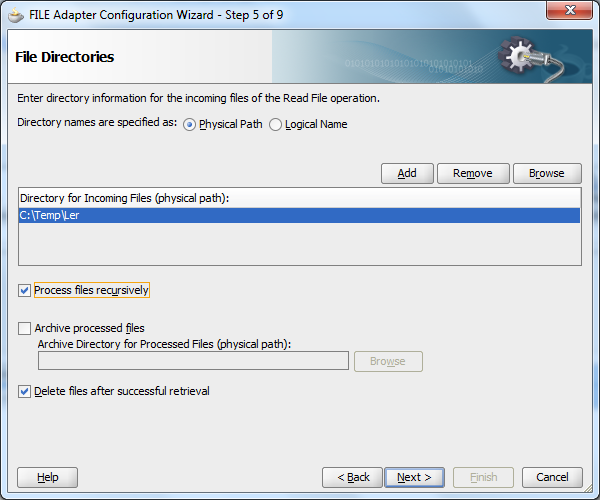 FILE Adapter Configuration Wizard - Step 5 of 9
File Directories
01010101010101010101010101
01010101010
Enter directory information for the incoming files of the Read File operation.
Directory names are specified as: Physical Path Logical Name
Add Remove Browse
Directory for Incoming Files (physical path):
C:\Temp\Ler
Process files recursively
Archive processed files
Archive Directory for Processed Files (physical path):
Browse
Delete files after successful retrieval
Help < Back Next > Finish Cancel